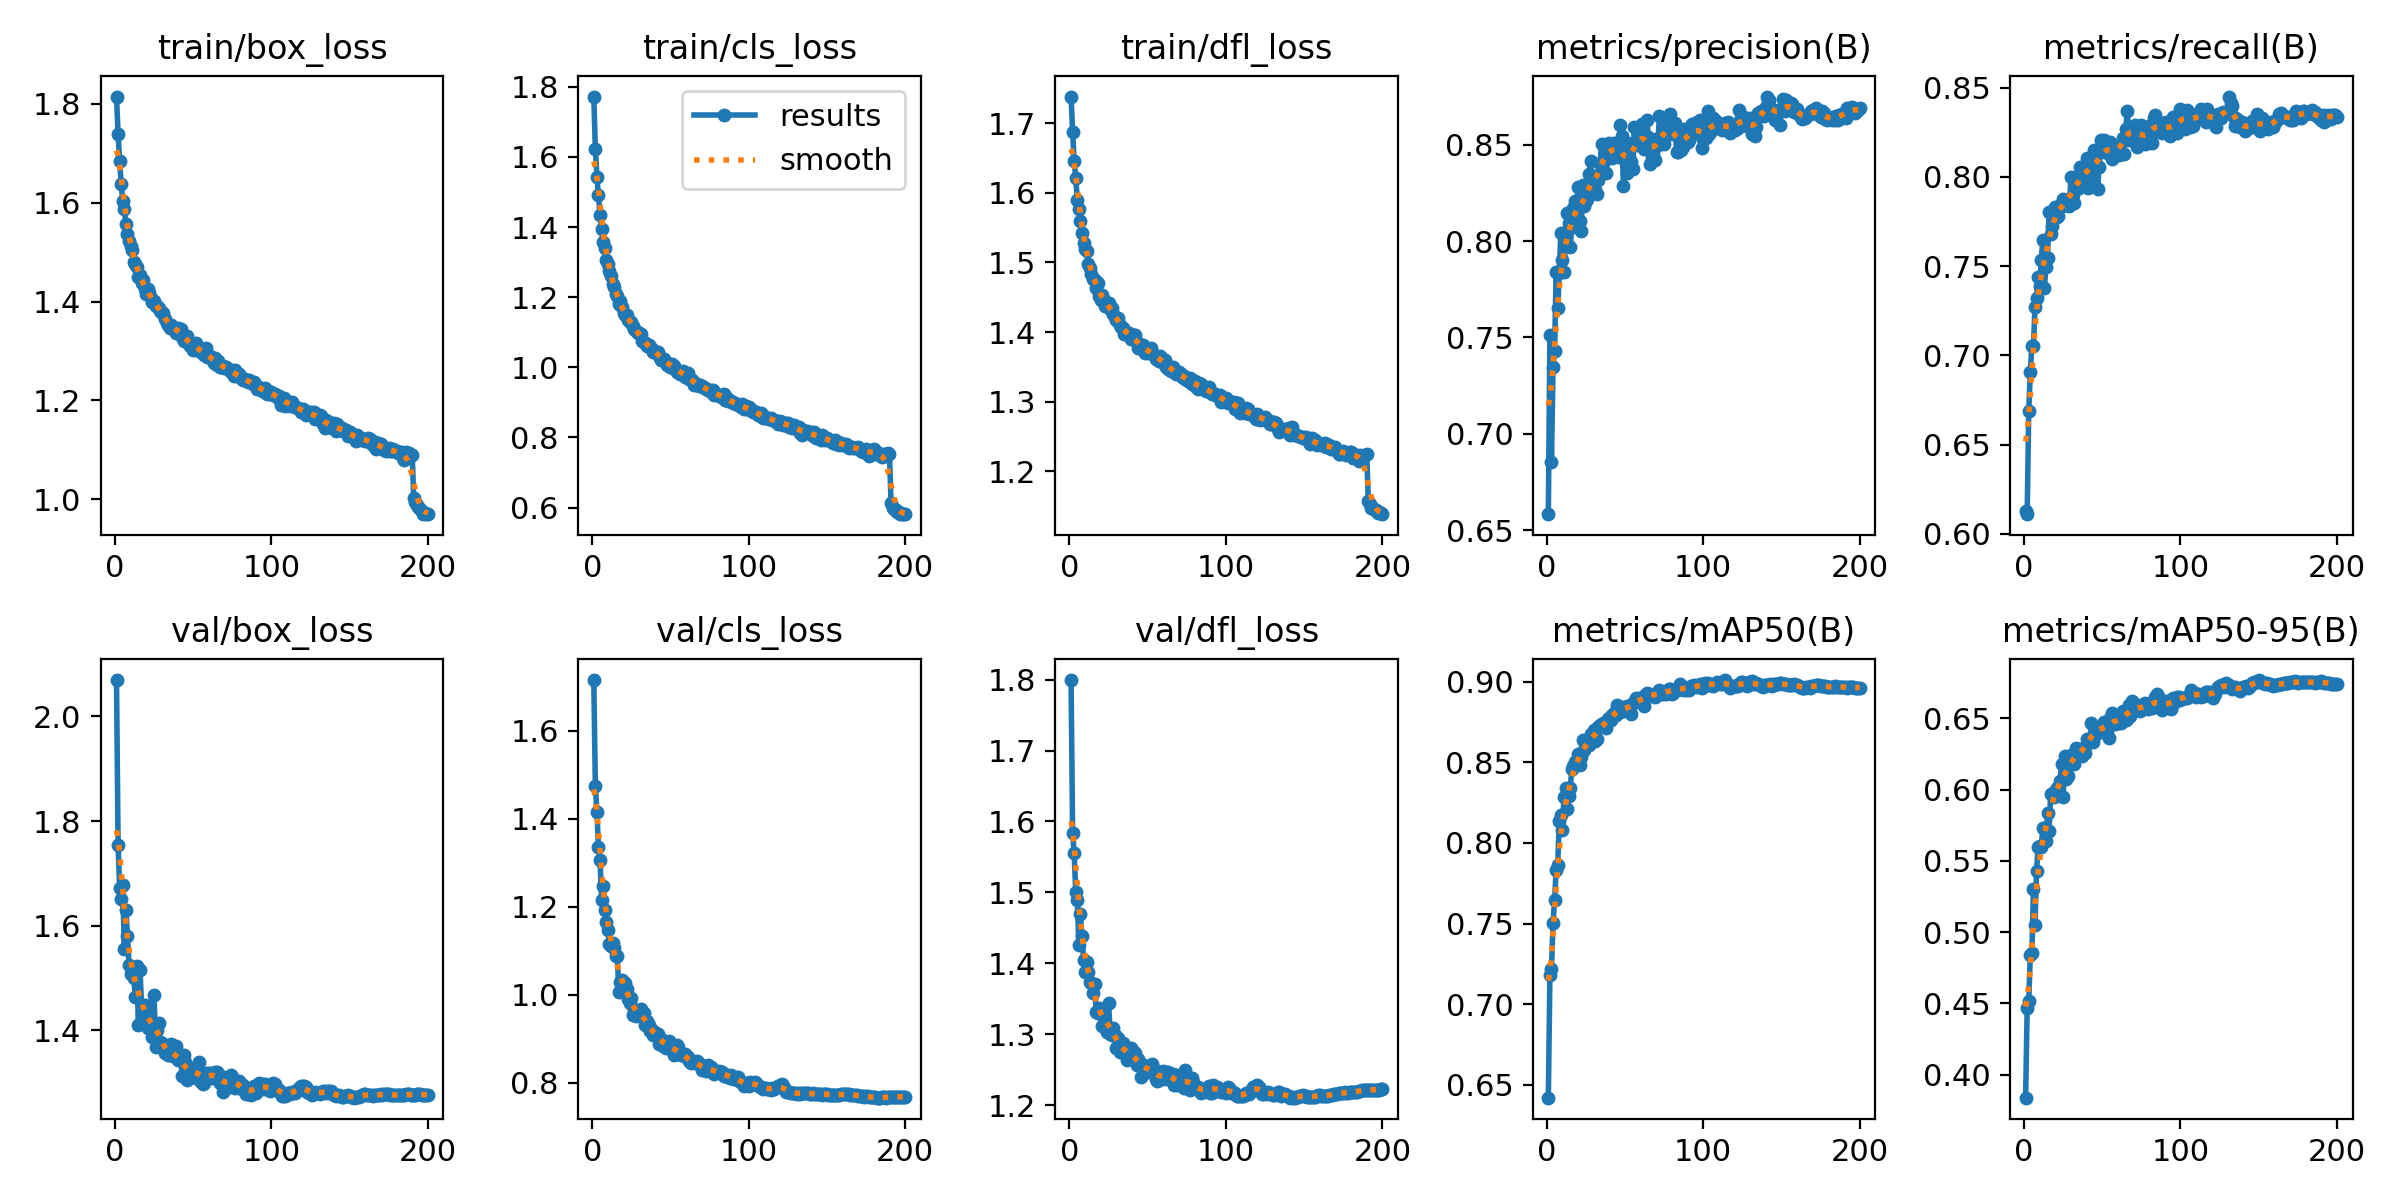 train/box_loss
1.8
1.6
1.4
1.2
1.0
0 100 200
train/cls_loss
results
smooth
1.8
1.6
1.4
1.2
1.0
0.8
0.6
0 100 200
train/dfl_loss
1.7
1.6
1.5
1.4
1.3
1.2
0 100 200
metrics/precision(B)
0.85
0.80
0.75
0.70
0.65
0 100 200
metrics/recall(B)
0.85
0.80
0.75
0.70
0.65
0.60
0 100 200
val/box_loss
2.0
1.8
1.6
1.4
0 100 200
val/cls_loss
1.6
1.4
1.2
1.0
0.8
0 100 200
val/dfl_loss
1.8
1.7
1.6
1.5
1.4
1.3
1.2
0 100 200
metrics/mAP50(B)
0.90
0.85
0.80
0.75
0.70
0.65
0 100 200
metrics/mAP50-95(B)
0.65
0.60
0.55
0.50
0.45
0.40
0 100 200